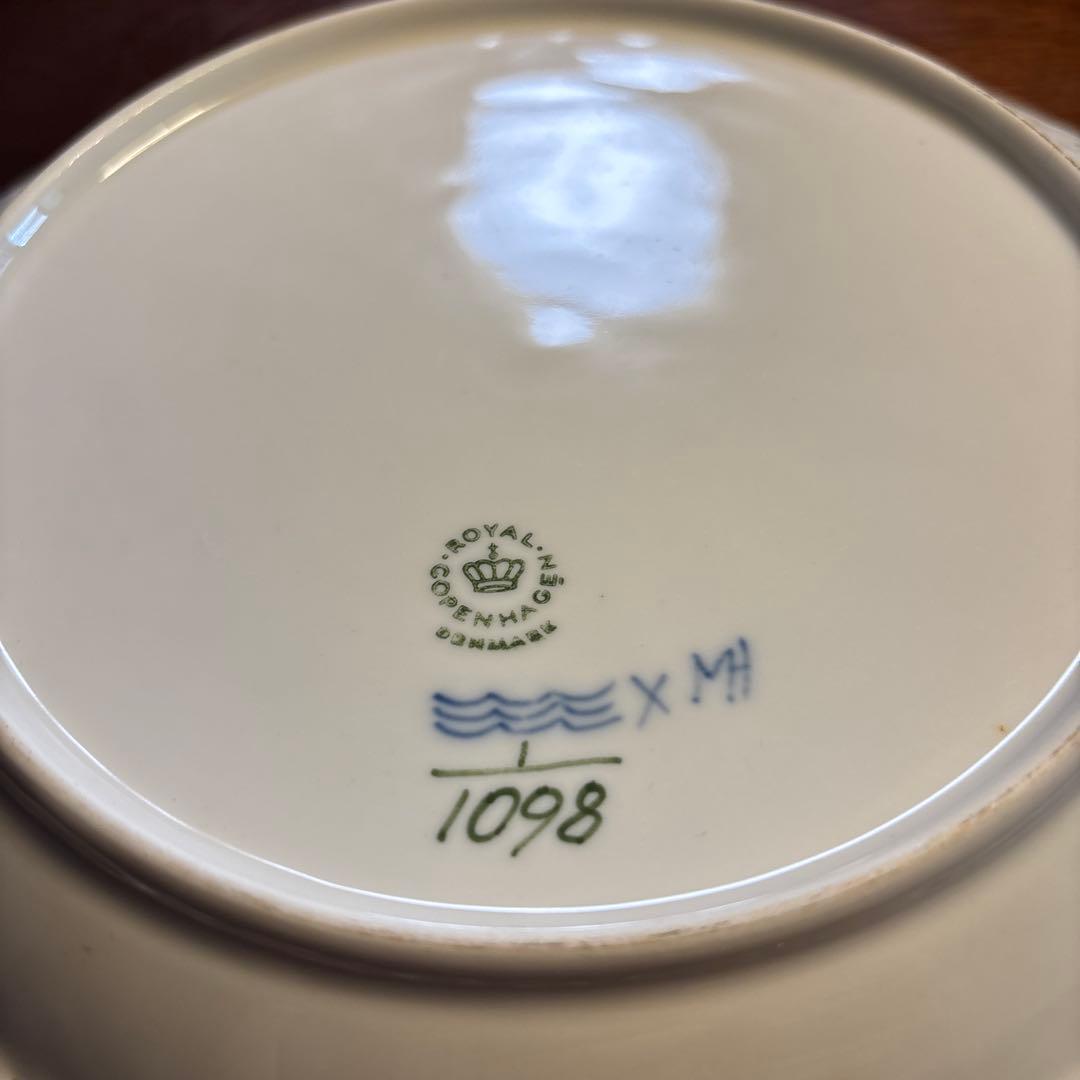 ROYAL
COPENHAGEN
DENMARK
X MH
1
1098